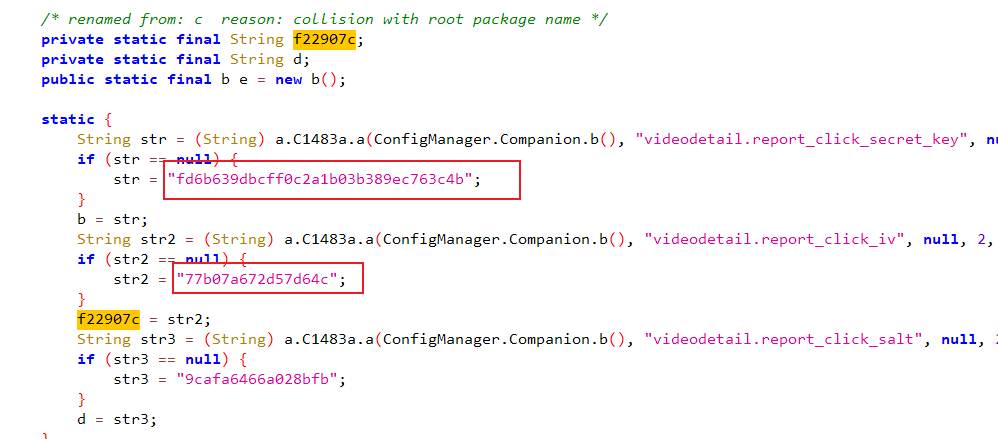 /* renamed from: c  reason: collision with root package name */
private static final String f22907c;
private static final String d;
public static final b e = new b();
static {
String str = (String) a.C1483a.a(ConfigManager.Companion.b(), "videodetail.report_click_secret_key", nu
if (str == null) {
str = "fd6b639dbcff0c2a1b03b389ec763c4b";
}
b = str;
String str2 = (String) a.C1483a.a(ConfigManager.Companion.b(), "videodetail.report_click_iv", null, 2,
if (str2 == null) {
str2 = "77b07a672d57d64c";
}
f22907c = str2;
String str3 = (String) a.C1483a.a(ConfigManager.Companion.b(), "videodetail.report_click_salt", null, 2
if (str3 == null) {
str3 = "9cafa6466a028bfb";
}
d = str3;
}